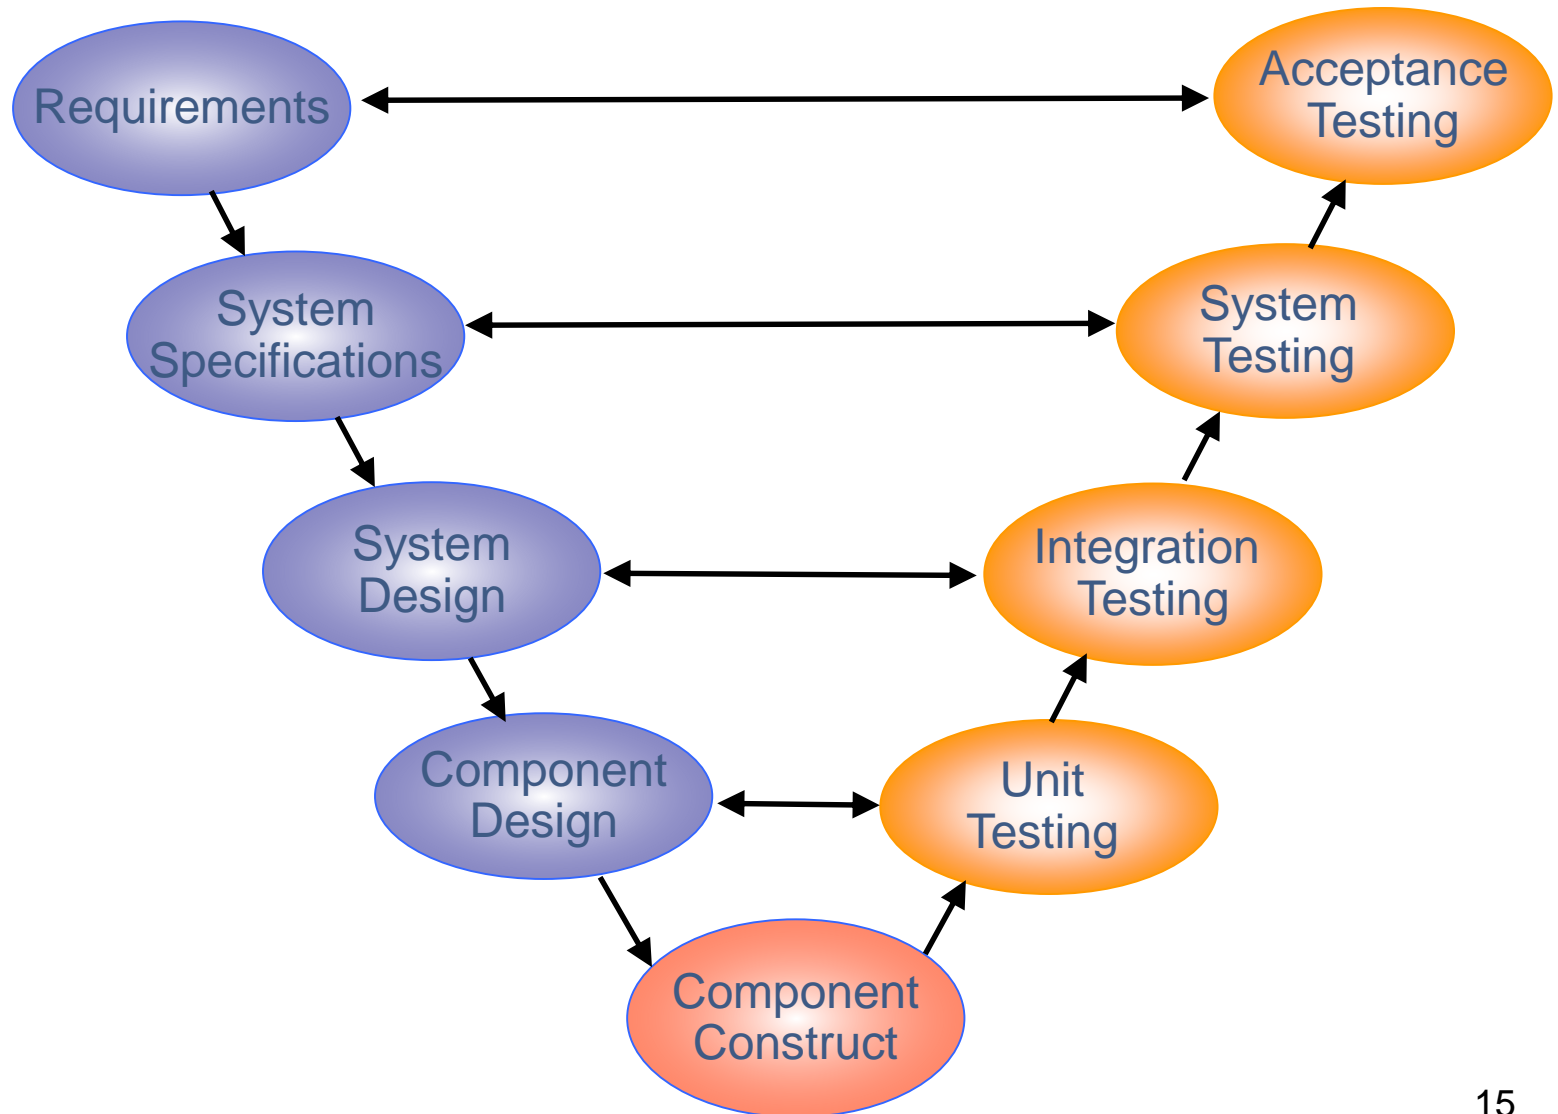 Requirements
Acceptance
Testing
System
Specifications
System
Testing
System
Design
Integration
Testing
Component
Design
Unit
Testing
Component
Construct
15